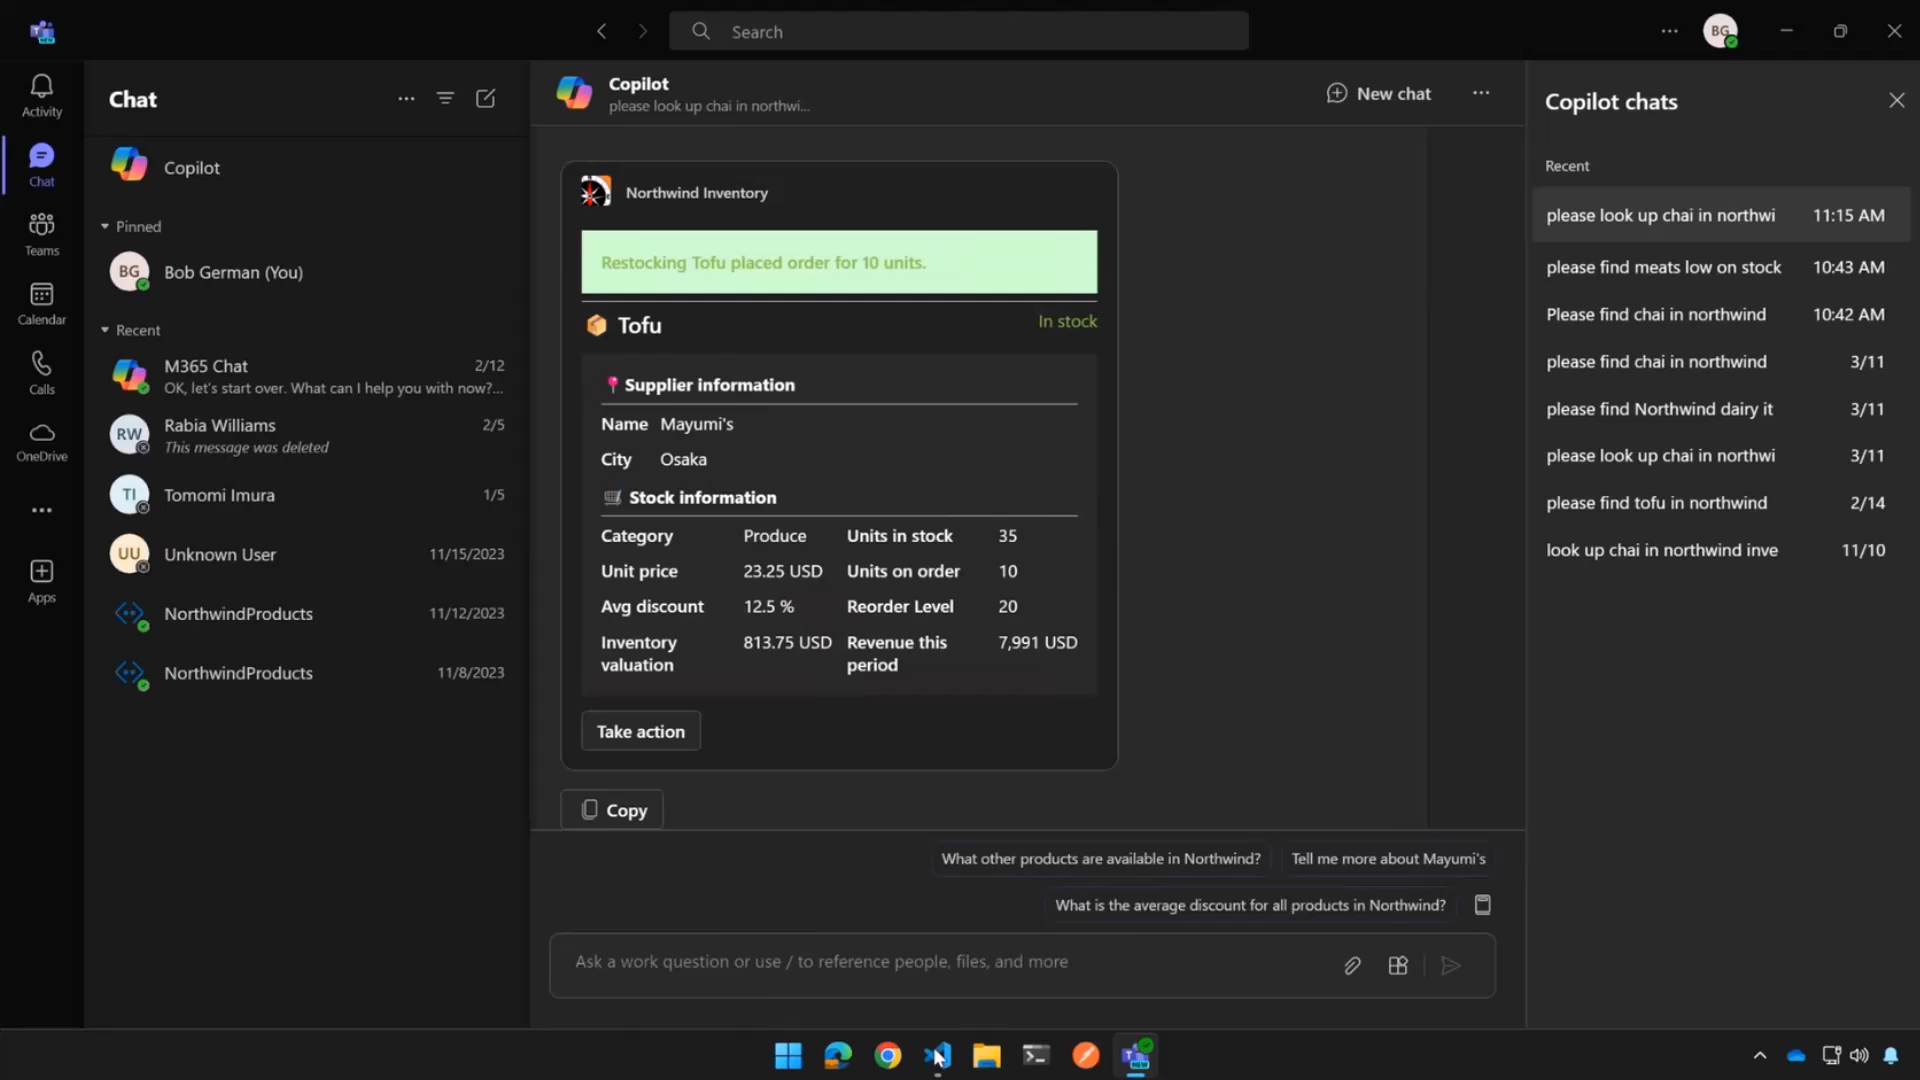 Search
BG
Activity
Chat
Teams
Calendar
Calls
OneDrive
Apps
Chat
Copilot
Pinned
BG
Bob German (You)
Recent
M365 Chat
2/12
OK, let's start over. What can I help you with now?...
RW
Rabia Williams
2/5
This message was deleted
TI
Tomomi Imura
1/5
UU
Unknown User
11/15/2023
NorthwindProducts
11/12/2023
NorthwindProducts
11/8/2023
Copilot
please look up chai in northwi...
New chat
Northwind Inventory
Restocking Tofu placed order for 10 units.
Tofu
In stock
Supplier information
Name Mayumi's
City Osaka
Stock information
Category Produce Units in stock 35
Unit price 23.25 USD Units on order 10
Avg discount 12.5 % Reorder Level 20
Inventory valuation 813.75 USD Revenue this period 7,991 USD
Take action
Copy
What other products are available in Northwind?
Tell me more about Mayumi's
What is the average discount for all products in Northwind?
Ask a work question or use / to reference people, files, and more
Copilot chats
Recent
please look up chai in northwi 11:15 AM
please find meats low on stock 10:43 AM
Please find chai in northwind 10:42 AM
please find chai in northwind 3/11
please find Northwind dairy it 3/11
please look up chai in northwi 3/11
please find tofu in northwind 2/14
look up chai in northwind inve 11/10